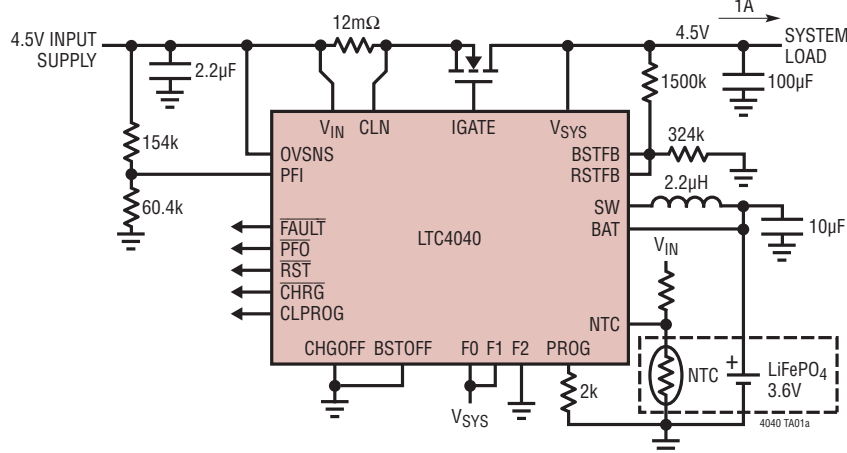 1A
12mΩ
4.5V INPUT
SUPPLY
4.5V
SYSTEM
LOAD
2.2µF
1500k
100µF
154k
VIN
CLN
IGATE
VSYS
OVSNS
PFI
BSTFB
RSTFB
324k
60.4k
2.2µH
SW
BAT
10µF
FAULT
PFO
RST
CHRG
CLPROG
LTC4040
VIN
NTC
CHGOFF
BSTOFF
F0
F1
F2
PROG
NTC
+
LiFePO4
3.6V
2k
VSYS
4040 TA01a